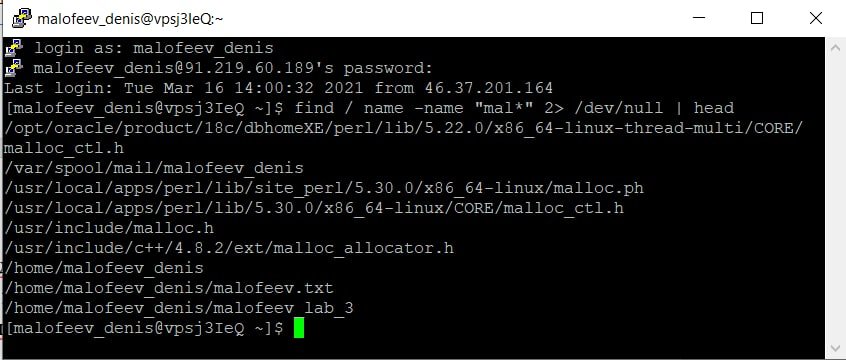 malofeev_denis@vpsj3IeQ:~
login as: malofeev_denis
malofeev_denis@91.219.60.189's password:
Last login: Tue Mar 16 14:00:32 2021 from 46.37.201.164
[malofeev_denis@vpsj3IeQ ~]$ find / name -name "mal*" 2> /dev/null | head
/opt/oracle/product/18c/dbhomeXE/perl/lib/5.22.0/x86_64-linux-thread-multi/CORE/
malloc_ctl.h
/var/spool/mail/malofeev_denis
/usr/local/apps/perl/lib/site_perl/5.30.0/x86_64-linux/malloc.ph
/usr/local/apps/perl/lib/5.30.0/x86_64-linux/CORE/malloc_ctl.h
/usr/include/malloc.h
/usr/include/c++/4.8.2/ext/malloc_allocator.h
/home/malofeev_denis
/home/malofeev_denis/malofeev.txt
/home/malofeev_denis/malofeev_lab_3
[malofeev_denis@vpsj3IeQ ~]$